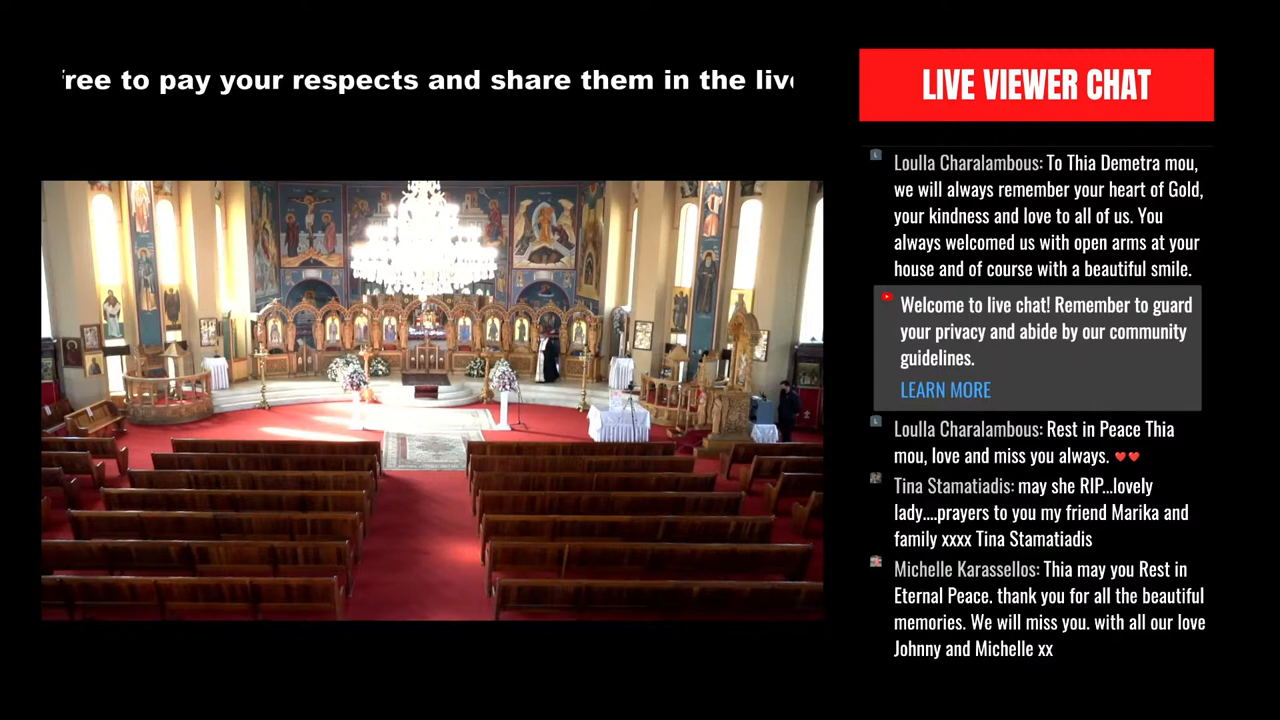 free to pay your respects and share them in the live
LIVE VIEWER CHAT
Loulla Charalambous: To Thia Demetra mou,
we will always remember your heart of Gold,
your kindness and love to all of us. You
always welcomed us with open arms at your
house and of course with a beautiful smile.
Welcome to live chat! Remember to guard
your privacy and abide by our community
guidelines.
LEARN MORE
Loulla Charalambous: Rest in Peace Thia
mou, love and miss you always. ❤❤
Tina Stamatiadis: may she RIP...lovely
lady....prayers to you my friend Marika and
family xxxx Tina Stamatiadis
Michelle Karassellos: Thia may you Rest in
Eternal Peace. thank you for all the beautiful
memories. We will miss you. with all our love
Johnny and Michelle xx